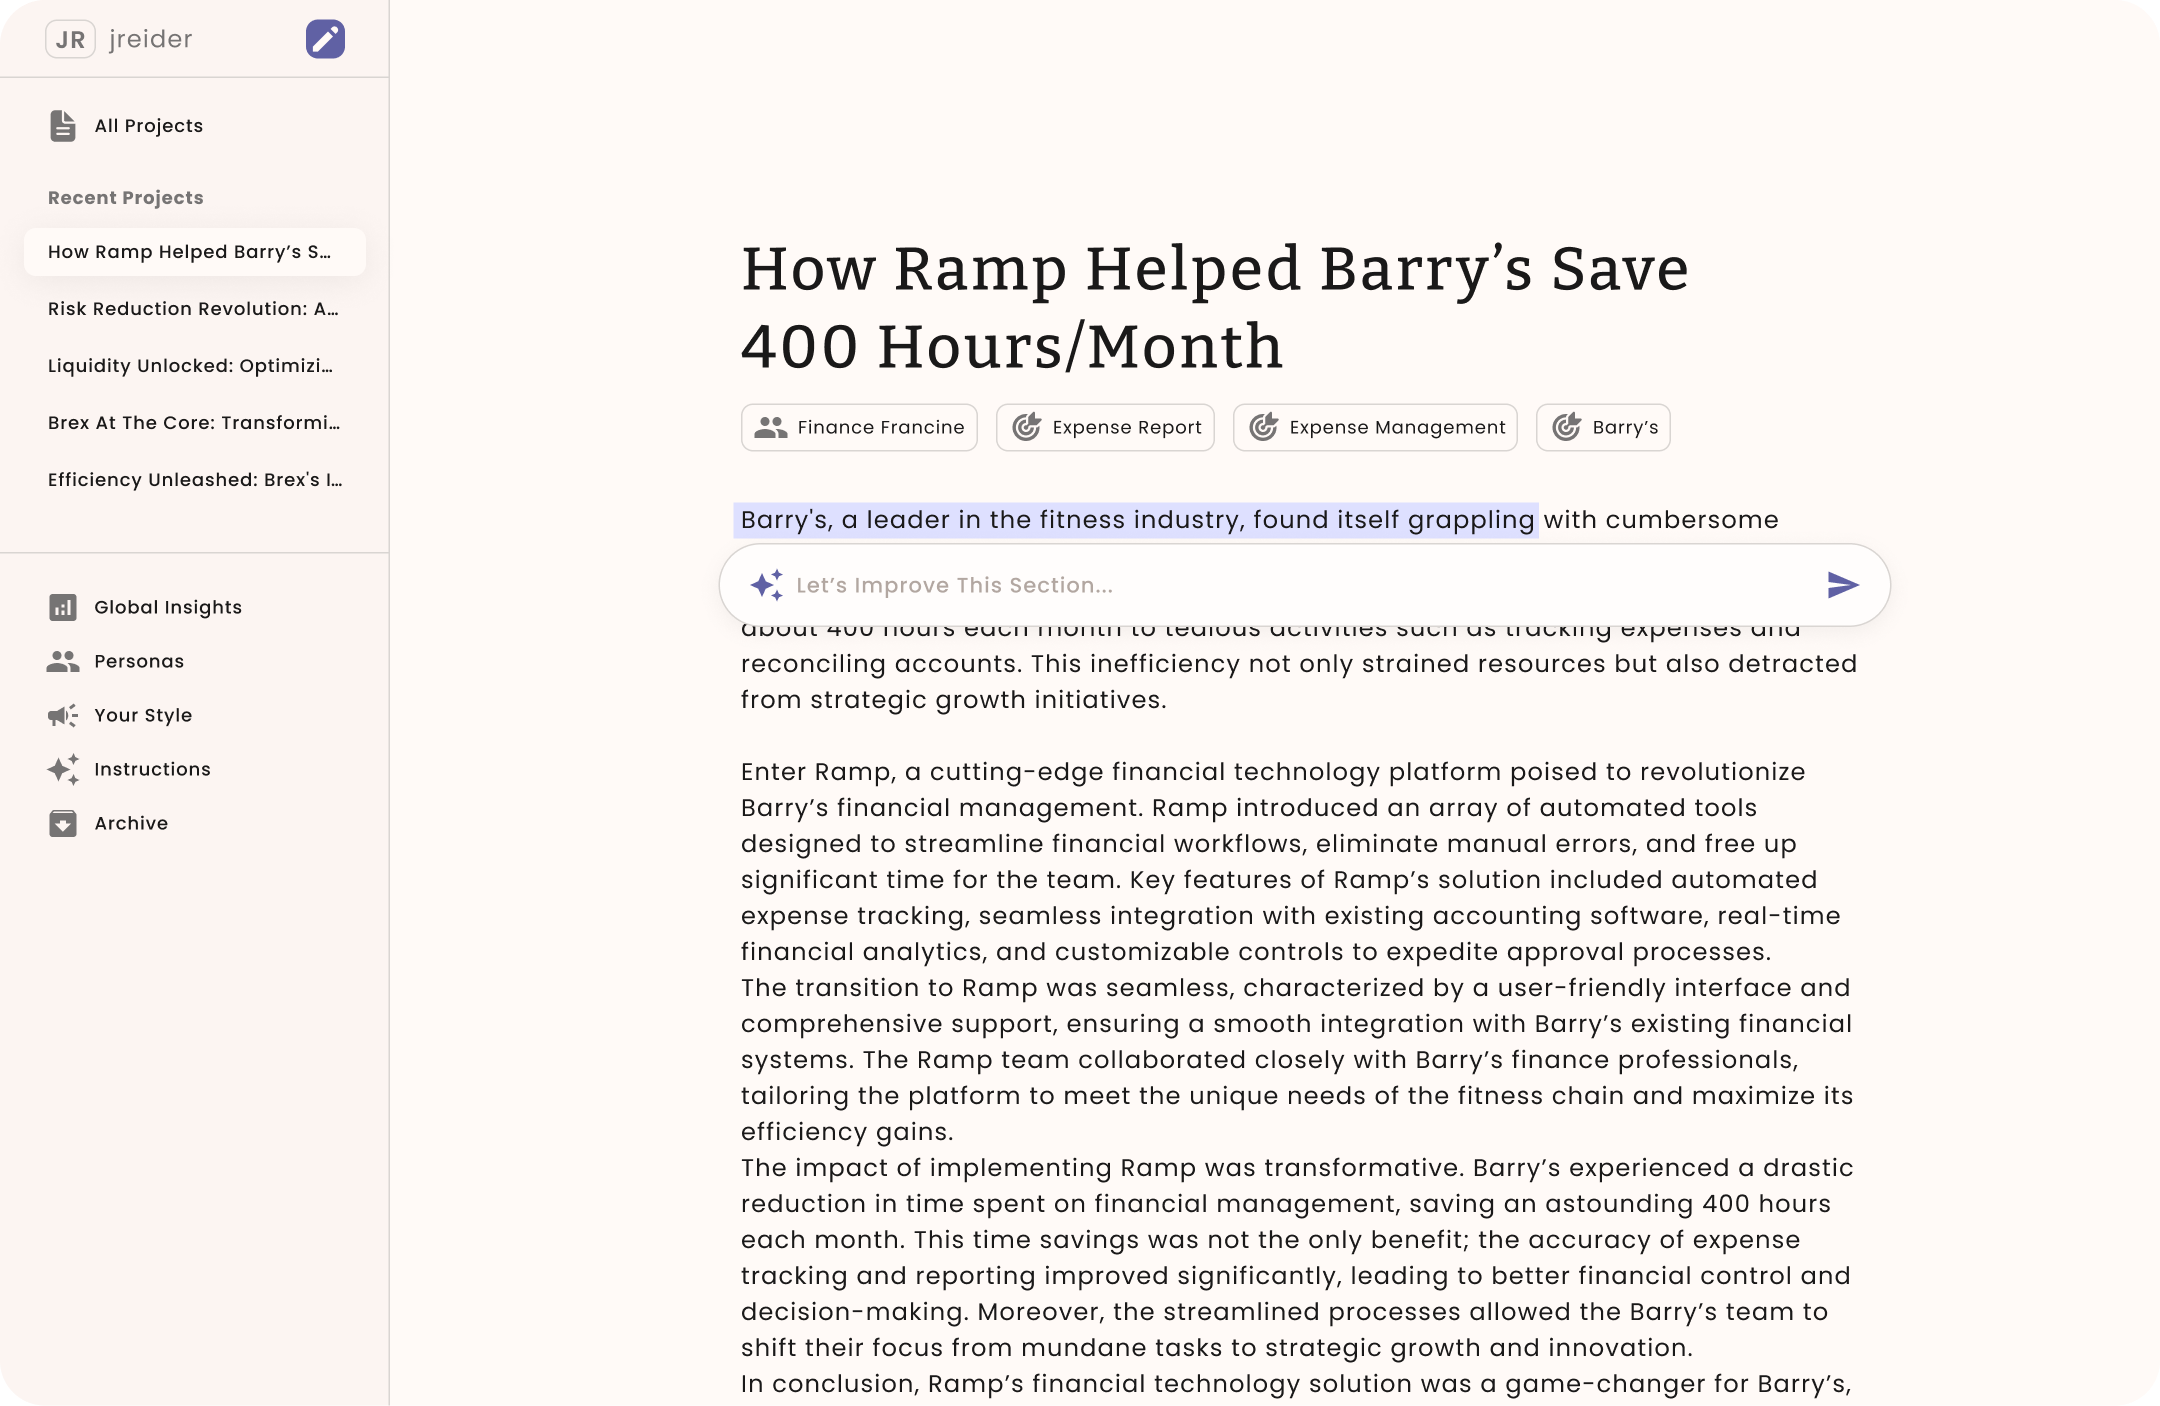 JR jreider
All Projects
Recent Projects
How Ramp Helped Barry’s S...
Risk Reduction Revolution: A...
Liquidity Unlocked: Optimizi...
Brex At The Core: Transformi...
Efficiency Unleashed: Brex's I...
Global Insights
Personas
Your Style
Instructions
Archive
How Ramp Helped Barry’s Save
400 Hours/Month
Finance Francine Expense Report Expense Management Barry’s
Barry's, a leader in the fitness industry, found itself grappling with cumbersome
Let’s Improve This Section...
about 400 hours each month to tedious activities such as tracking expenses and
reconciling accounts. This inefficiency not only strained resources but also detracted
from strategic growth initiatives.
Enter Ramp, a cutting-edge financial technology platform poised to revolutionize
Barry’s financial management. Ramp introduced an array of automated tools
designed to streamline financial workflows, eliminate manual errors, and free up
significant time for the team. Key features of Ramp’s solution included automated
expense tracking, seamless integration with existing accounting software, real-time
financial analytics, and customizable controls to expedite approval processes.
The transition to Ramp was seamless, characterized by a user-friendly interface and
comprehensive support, ensuring a smooth integration with Barry’s existing financial
systems. The Ramp team collaborated closely with Barry’s finance professionals,
tailoring the platform to meet the unique needs of the fitness chain and maximize its
efficiency gains.
The impact of implementing Ramp was transformative. Barry’s experienced a drastic
reduction in time spent on financial management, saving an astounding 400 hours
each month. This time savings was not the only benefit; the accuracy of expense
tracking and reporting improved significantly, leading to better financial control and
decision-making. Moreover, the streamlined processes allowed the Barry’s team to
shift their focus from mundane tasks to strategic growth and innovation.
In conclusion, Ramp’s financial technology solution was a game-changer for Barry’s,